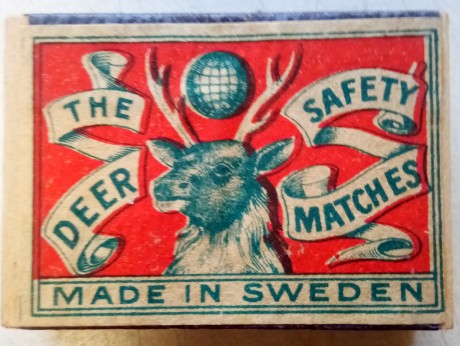 THE
DEER
SAFETY
MATCHES
MADE IN SWEDEN